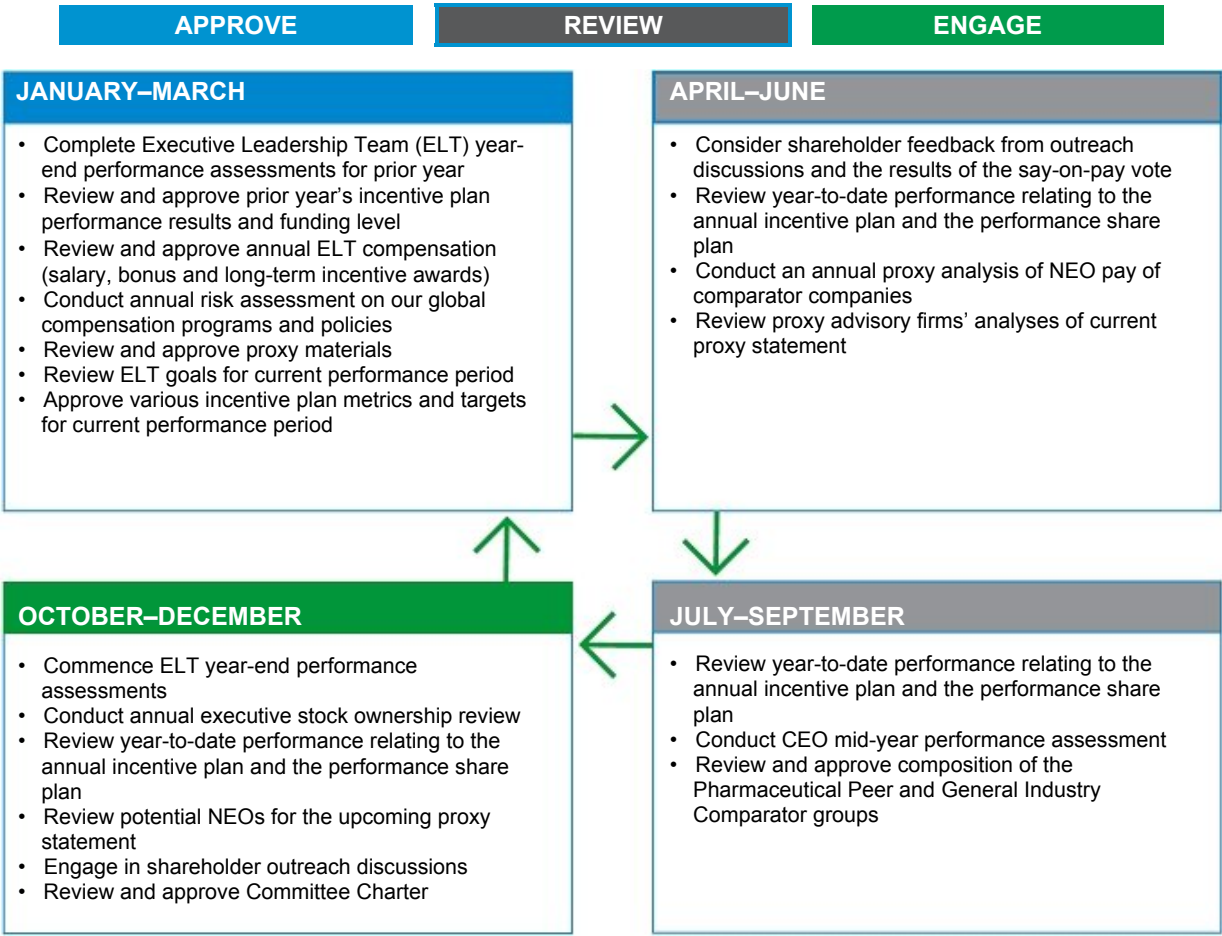 APPROVE
REVIEW
ENGAGE
JANUARY–MARCH
• Complete Executive Leadership Team (ELT) year-
end performance assessments for prior year
• Review and approve prior year’s incentive plan
performance results and funding level
• Review and approve annual ELT compensation
(salary, bonus and long-term incentive awards)
• Conduct annual risk assessment on our global
compensation programs and policies
• Review and approve proxy materials
• Review ELT goals for current performance period
• Approve various incentive plan metrics and targets
for current performance period
APRIL–JUNE
• Consider shareholder feedback from outreach
discussions and the results of the say-on-pay vote
• Review year-to-date performance relating to the
annual incentive plan and the performance share
plan
• Conduct an annual proxy analysis of NEO pay of
comparator companies
• Review proxy advisory firms’ analyses of current
proxy statement
OCTOBER–DECEMBER
• Commence ELT year-end performance
assessments
• Conduct annual executive stock ownership review
• Review year-to-date performance relating to the
annual incentive plan and the performance share
plan
• Review potential NEOs for the upcoming proxy
statement
• Engage in shareholder outreach discussions
• Review and approve Committee Charter
JULY–SEPTEMBER
• Review year-to-date performance relating to the
annual incentive plan and the performance share
plan
• Conduct CEO mid-year performance assessment
• Review and approve composition of the
Pharmaceutical Peer and General Industry
Comparator groups